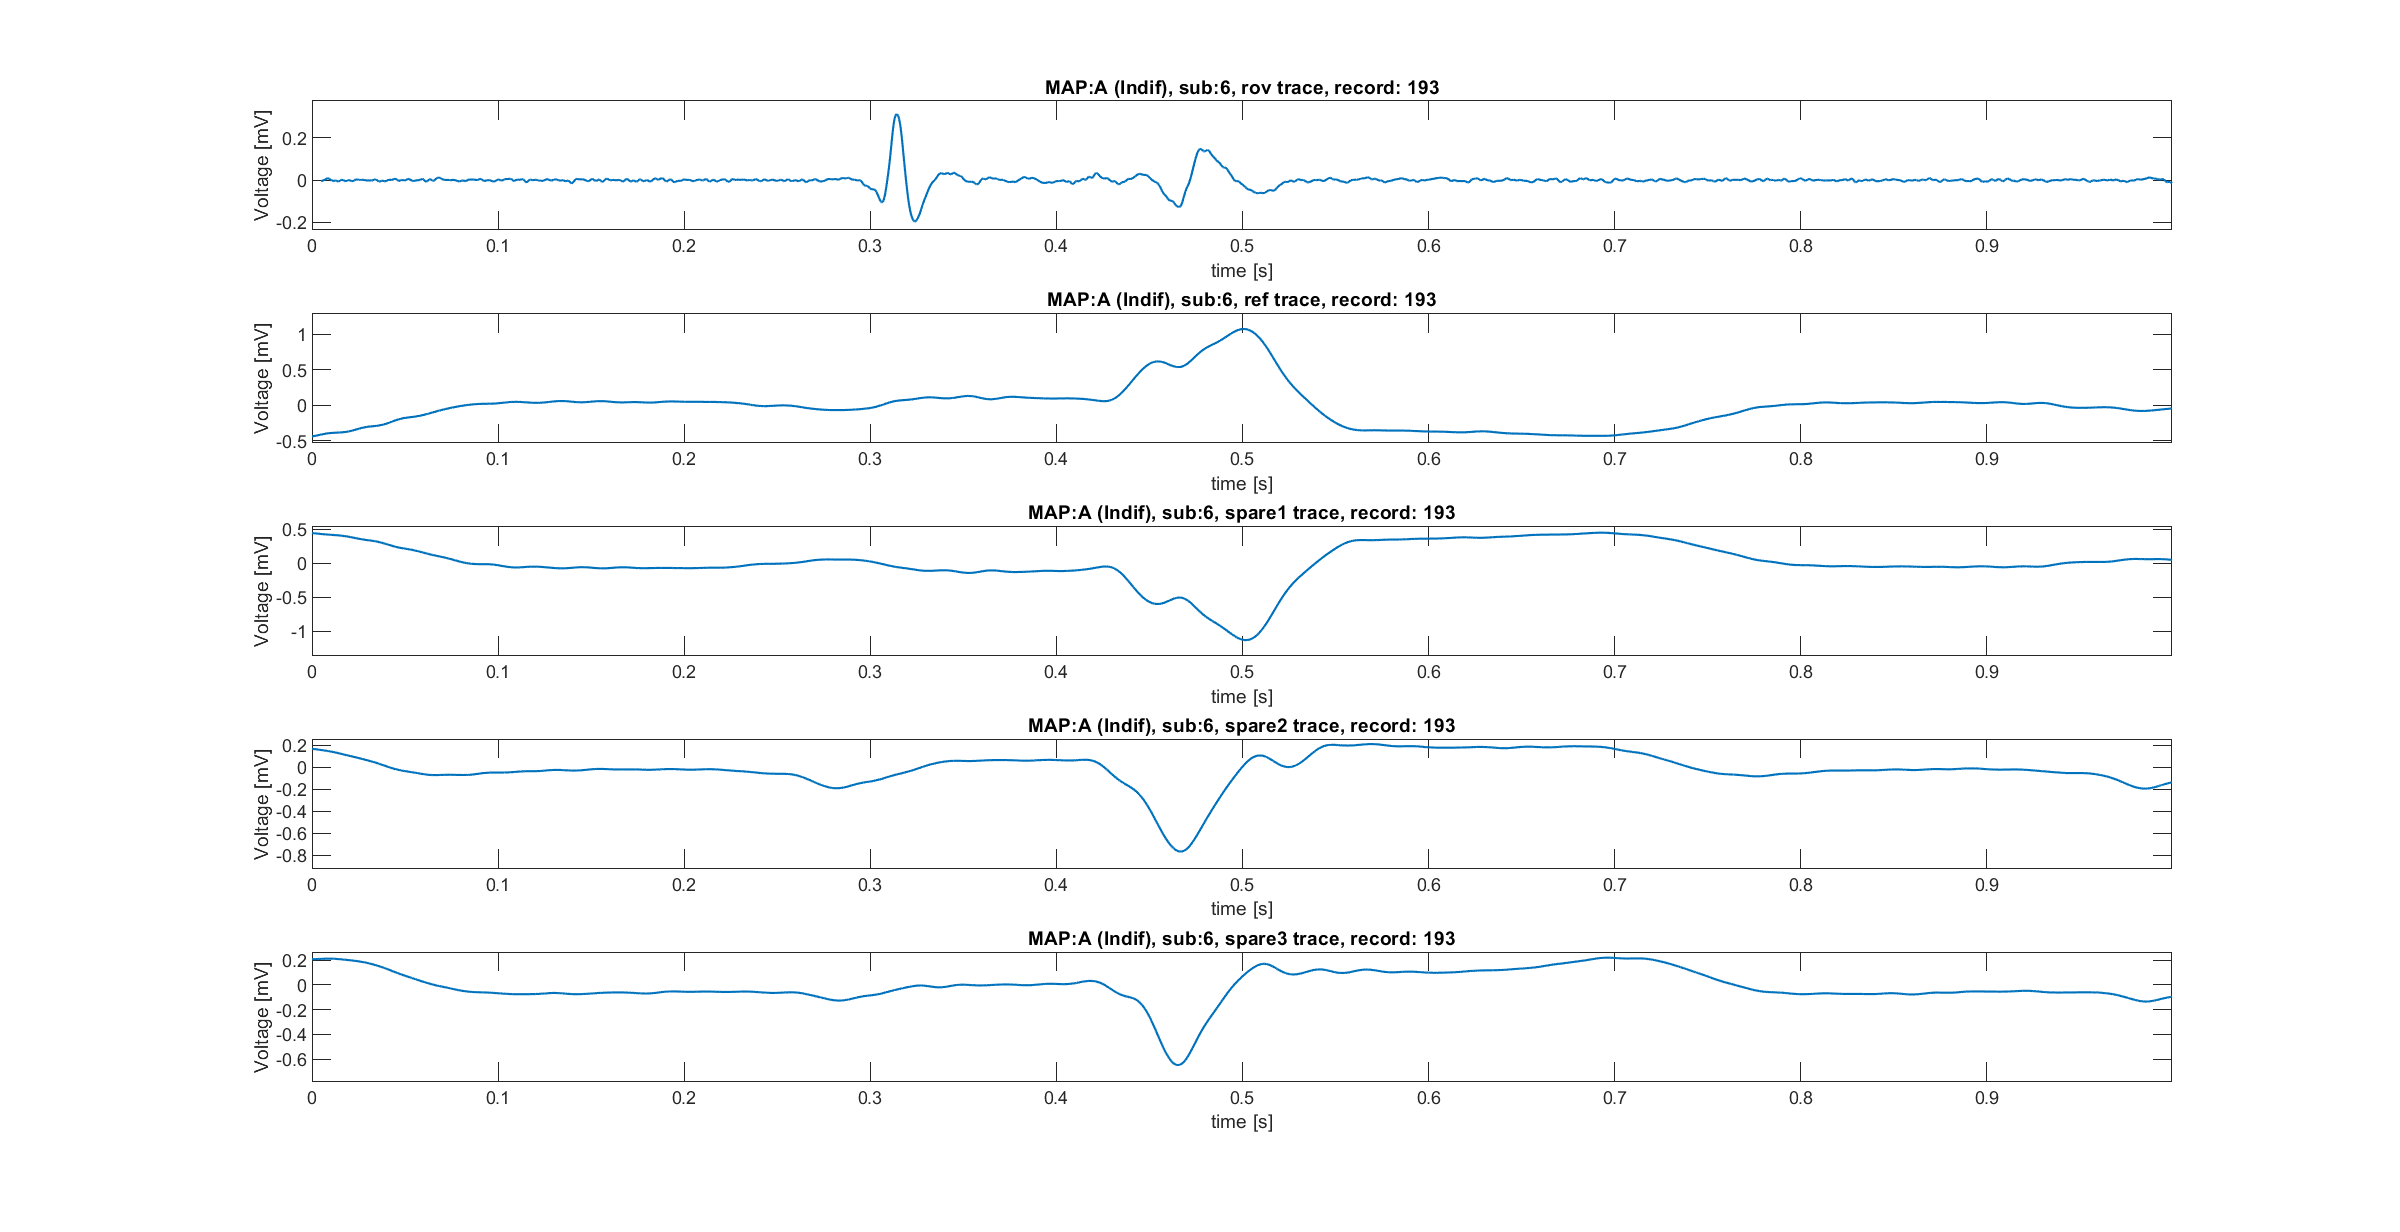 MAP:A (Indif), sub:6, rov trace, record: 193
Voltage [mV]
0.2
0
-0.2
0 0.1 0.2 0.3 0.4 0.5 0.6 0.7 0.8 0.9
time [s]
MAP:A (Indif), sub:6, ref trace, record: 193
Voltage [mV]
1
0.5
0
-0.5
0 0.1 0.2 0.3 0.4 0.5 0.6 0.7 0.8 0.9
time [s]
MAP:A (Indif), sub:6, spare1 trace, record: 193
Voltage [mV]
0.5
0
-0.5
-1
0 0.1 0.2 0.3 0.4 0.5 0.6 0.7 0.8 0.9
time [s]
MAP:A (Indif), sub:6, spare2 trace, record: 193
Voltage [mV]
0.2
0
-0.2
-0.4
-0.6
-0.8
0 0.1 0.2 0.3 0.4 0.5 0.6 0.7 0.8 0.9
time [s]
MAP:A (Indif), sub:6, spare3 trace, record: 193
Voltage [mV]
0.2
0
-0.2
-0.4
-0.6
0 0.1 0.2 0.3 0.4 0.5 0.6 0.7 0.8 0.9
time [s]